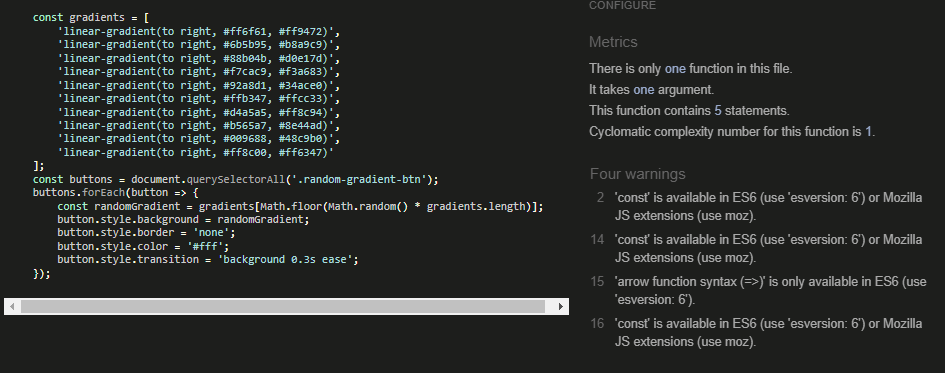 const gradients = [
    'linear-gradient(to right, #ff6f61, #ff9472)',
    'linear-gradient(to right, #6b5b95, #b8a9c9)',
    'linear-gradient(to right, #88b04b, #d0e17d)',
    'linear-gradient(to right, #f7cac9, #f3a683)',
    'linear-gradient(to right, #92a8d1, #34ace0)',
    'linear-gradient(to right, #ffb347, #ffcc33)',
    'linear-gradient(to right, #d4a5a5, #ff8c94)',
    'linear-gradient(to right, #b565a7, #8e44ad)',
    'linear-gradient(to right, #009688, #48c9b0)',
    'linear-gradient(to right, #ff8c00, #ff6347)'
];
const buttons = document.querySelectorAll('.random-gradient-btn');
buttons.forEach(button => {
    const randomGradient = gradients[Math.floor(Math.random() * gradients.length)];
    button.style.background = randomGradient;
    button.style.border = 'none';
    button.style.color = '#fff';
    button.style.transition = 'background 0.3s ease';
});
CONFIGURE
Metrics
There is only one function in this file.
It takes one argument.
This function contains 5 statements.
Cyclomatic complexity number for this function is 1.
Four warnings
2 'const' is available in ES6 (use 'esversion: 6') or Mozilla
JS extensions (use moz).
14 'const' is available in ES6 (use 'esversion: 6') or Mozilla
JS extensions (use moz).
15 'arrow function syntax (=>)' is only available in ES6 (use
'esversion: 6').
16 'const' is available in ES6 (use 'esversion: 6') or Mozilla
JS extensions (use moz).